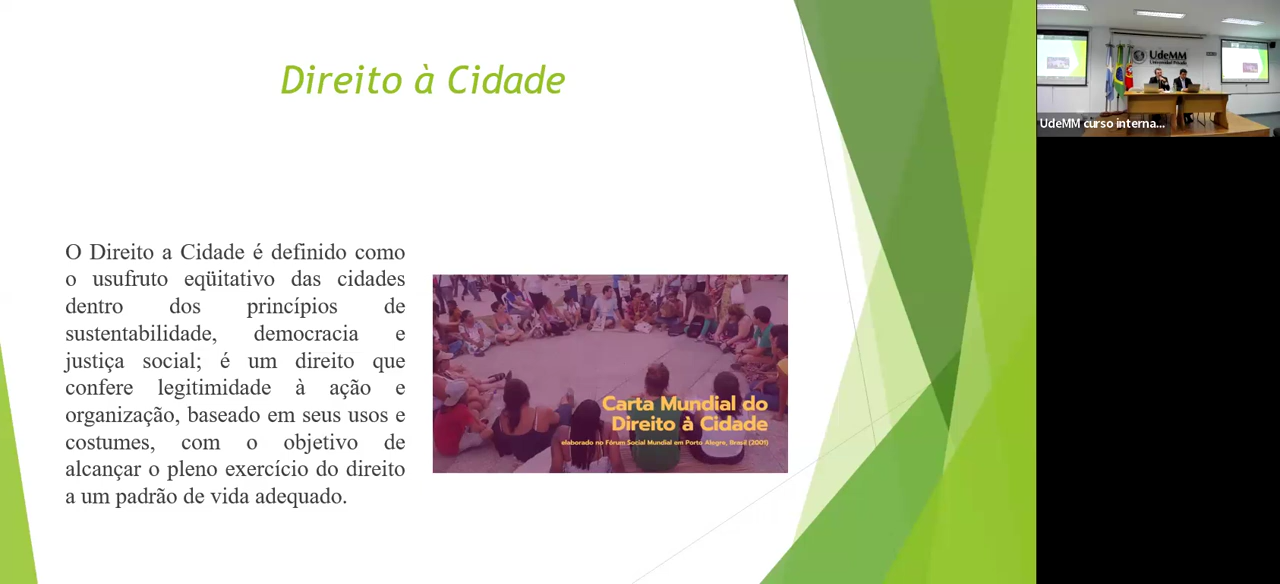 Direito à Cidade
O Direito a Cidade é definido como
o usufruto eqüitativo das cidades
dentro dos princípios de
sustentabilidade, democracia e
justiça social; é um direito que
confere legitimidade à ação e
organização, baseado em seus usos e
costumes, com o objetivo de
alcançar o pleno exercício do direito
a um padrão de vida adequado.
Carta Mundial do
Direito à Cidade
elaborado no Fórum Social Mundial em Porto Alegre, Brasil (2001)
UdeMM
Universidad Privada
UdeMM curso interna...